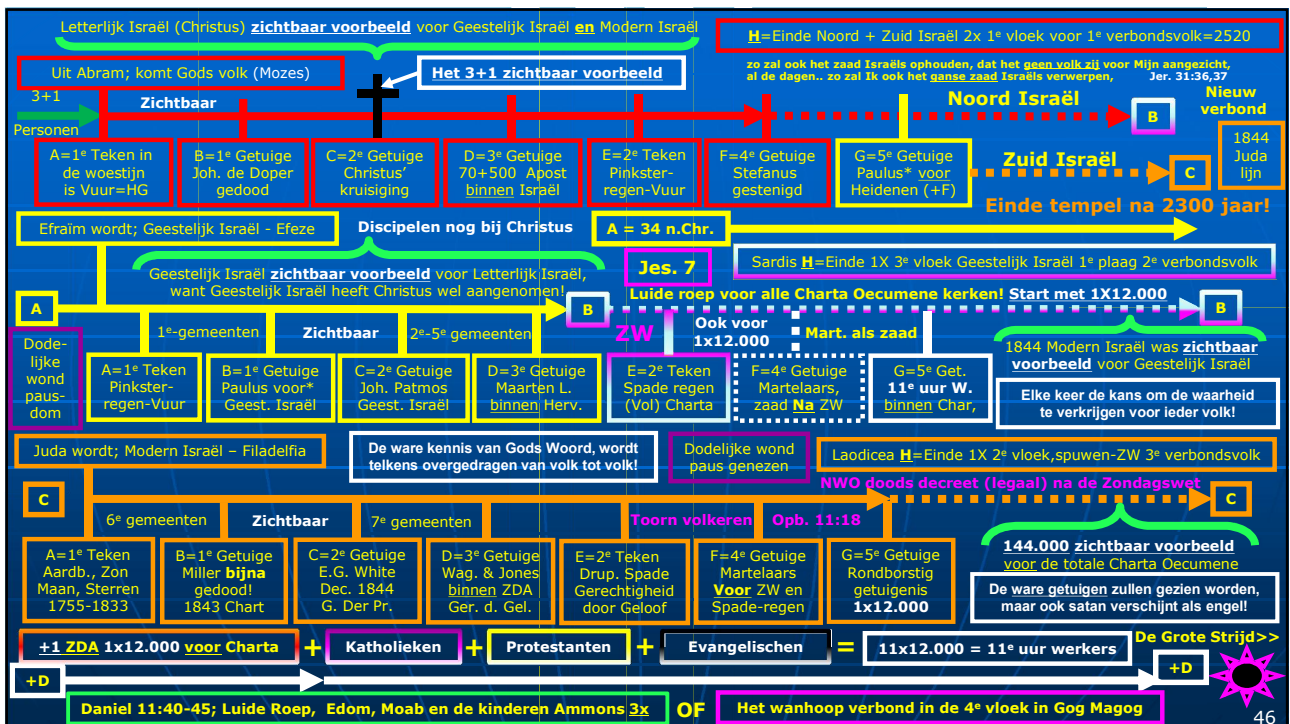 Letterlijk Israël (Christus) zichtbaar voorbeeld voor Geestelijk Israël en Modern Israël
H=Einde Noord + Zuid Israël 2x 1e vloek voor 1e verbondsvolk=2520
Uit Abram; komt Gods volk (Mozes)
Het 3+1 zichtbaar voorbeeld
zo zal ook het zaad Israëls ophouden, dat het geen volk zij voor Mijn aangezicht,
al de dagen.. zo zal Ik ook het ganse zaad Israëls verwerpen, Jer. 31:36,37
3+1
Personen
Zichtbaar
Noord Israël
B
Nieuw
verbond
A=1e Teken in
de woestijn
is Vuur=HG
B=1e Getuige
Joh. de Doper
gedood
C=2e Getuige
Christus’
kruisiging
D=3e Getuige
70+500 Apost
binnen Israël
E=2e Teken
Pinkster-
regen-Vuur
F=4e Getuige
Stefanus
gestenigd
G=5e Getuige
Paulus* voor
Heidenen (+F)
Zuid Israël
C
1844
Juda
lijn
Einde tempel na 2300 jaar!
Efraïm wordt; Geestelijk Israël - Efeze
Discipelen nog bij Christus
A = 34 n.Chr.
Geestelijk Israël zichtbaar voorbeeld voor Letterlijk Israël,
want Geestelijk Israël heeft Christus wel aangenomen!
Jes. 7
Sardis H=Einde 1X 3e vloek Geestelijk Israël 1e plaag 2e verbondsvolk
A
B
Luide roep voor alle Charta Oecumene kerken! Start met 1X12.000
B
Dode-
lijke
wond
paus-
dom
1e-gemeenten
Zichtbaar
2e-5e gemeenten
ZW
Ook voor
1x12.000
Mart. als zaad
1844 Modern Israël was zichtbaar
voorbeeld voor Geestelijk Israël
A=1e Teken
Pinkster-
regen-Vuur
B=1e Getuige
Paulus voor*
Geest. Israël
C=2e Getuige
Joh. Patmos
Geest. Israël
D=3e Getuige
Maarten L.
binnen Herv.
E=2e Teken
Spade regen
(Vol) Charta
F=4e Getuige
Martelaars,
zaad Na ZW
G=5e Get.
11e uur W.
binnen Char,
Elke keer de kans om de waarheid
te verkrijgen voor ieder volk!
Juda wordt; Modern Israël – Filadelfia
De ware kennis van Gods Woord, wordt
telkens overgedragen van volk tot volk!
Dodelijke wond
paus genezen
Laodicea H=Einde 1X 2e vloek,spuwen-ZW 3e verbondsvolk
NWO doods decreet (legaal) na de Zondagswet
C
C
6e gemeenten
Zichtbaar
7e gemeenten
Toorn volkeren
Opb. 11:18
A=1e Teken
Aardb., Zon
Maan, Sterren
1755-1833
B=1e Getuige
Miller bijna
gedood!
1843 Chart
C=2e Getuige
E.G. White
Dec. 1844
G. Der Pr.
D=3e Getuige
Wag. & Jones
binnen ZDA
Ger. d. Gel.
E=2e Teken
Drup. Spade
Gerechtigheid
door Geloof
F=4e Getuige
Martelaars
Voor ZW en
Spade-regen
G=5e Getuige
Rondborstig
getuigenis
1x12.000
144.000 zichtbaar voorbeeld
voor de totale Charta Oecumene
De ware getuigen zullen gezien worden,
maar ook satan verschijnt als engel!
+1 ZDA 1x12.000 voor Charta + Katholieken + Protestanten + Evangelischen = 11x12.000 = 11e uur werkers
De Grote Strijd>>
+D
+D
Daniel 11:40-45; Luide Roep, Edom, Moab en de kinderen Ammons 3x OF Het wanhoop verbond in de 4e vloek in Gog Magog
46